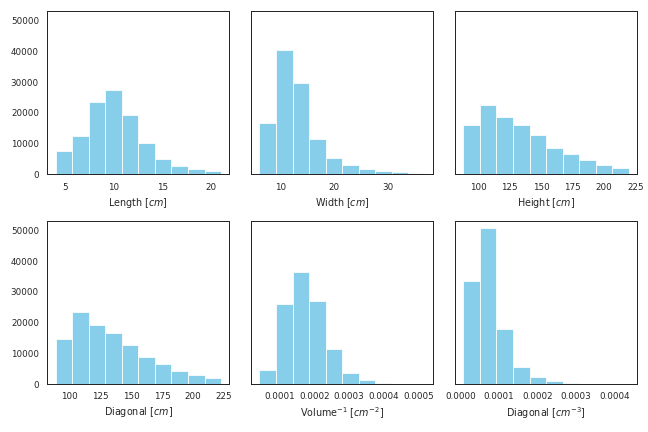 50000
40000
30000
20000
10000
0
5 10 15 20
Length [cm]
10 20 30
Width [cm]
100 125 150 175 200 225
Height [cm]
50000
40000
30000
20000
10000
0
100 125 150 175 200 225
Diagonal [cm]
0.0001 0.0002 0.0003 0.0004 0.0005
Volume⁻¹ [cm⁻²]
0.0000 0.0001 0.0002 0.0003 0.0004
Diagonal [cm⁻³]